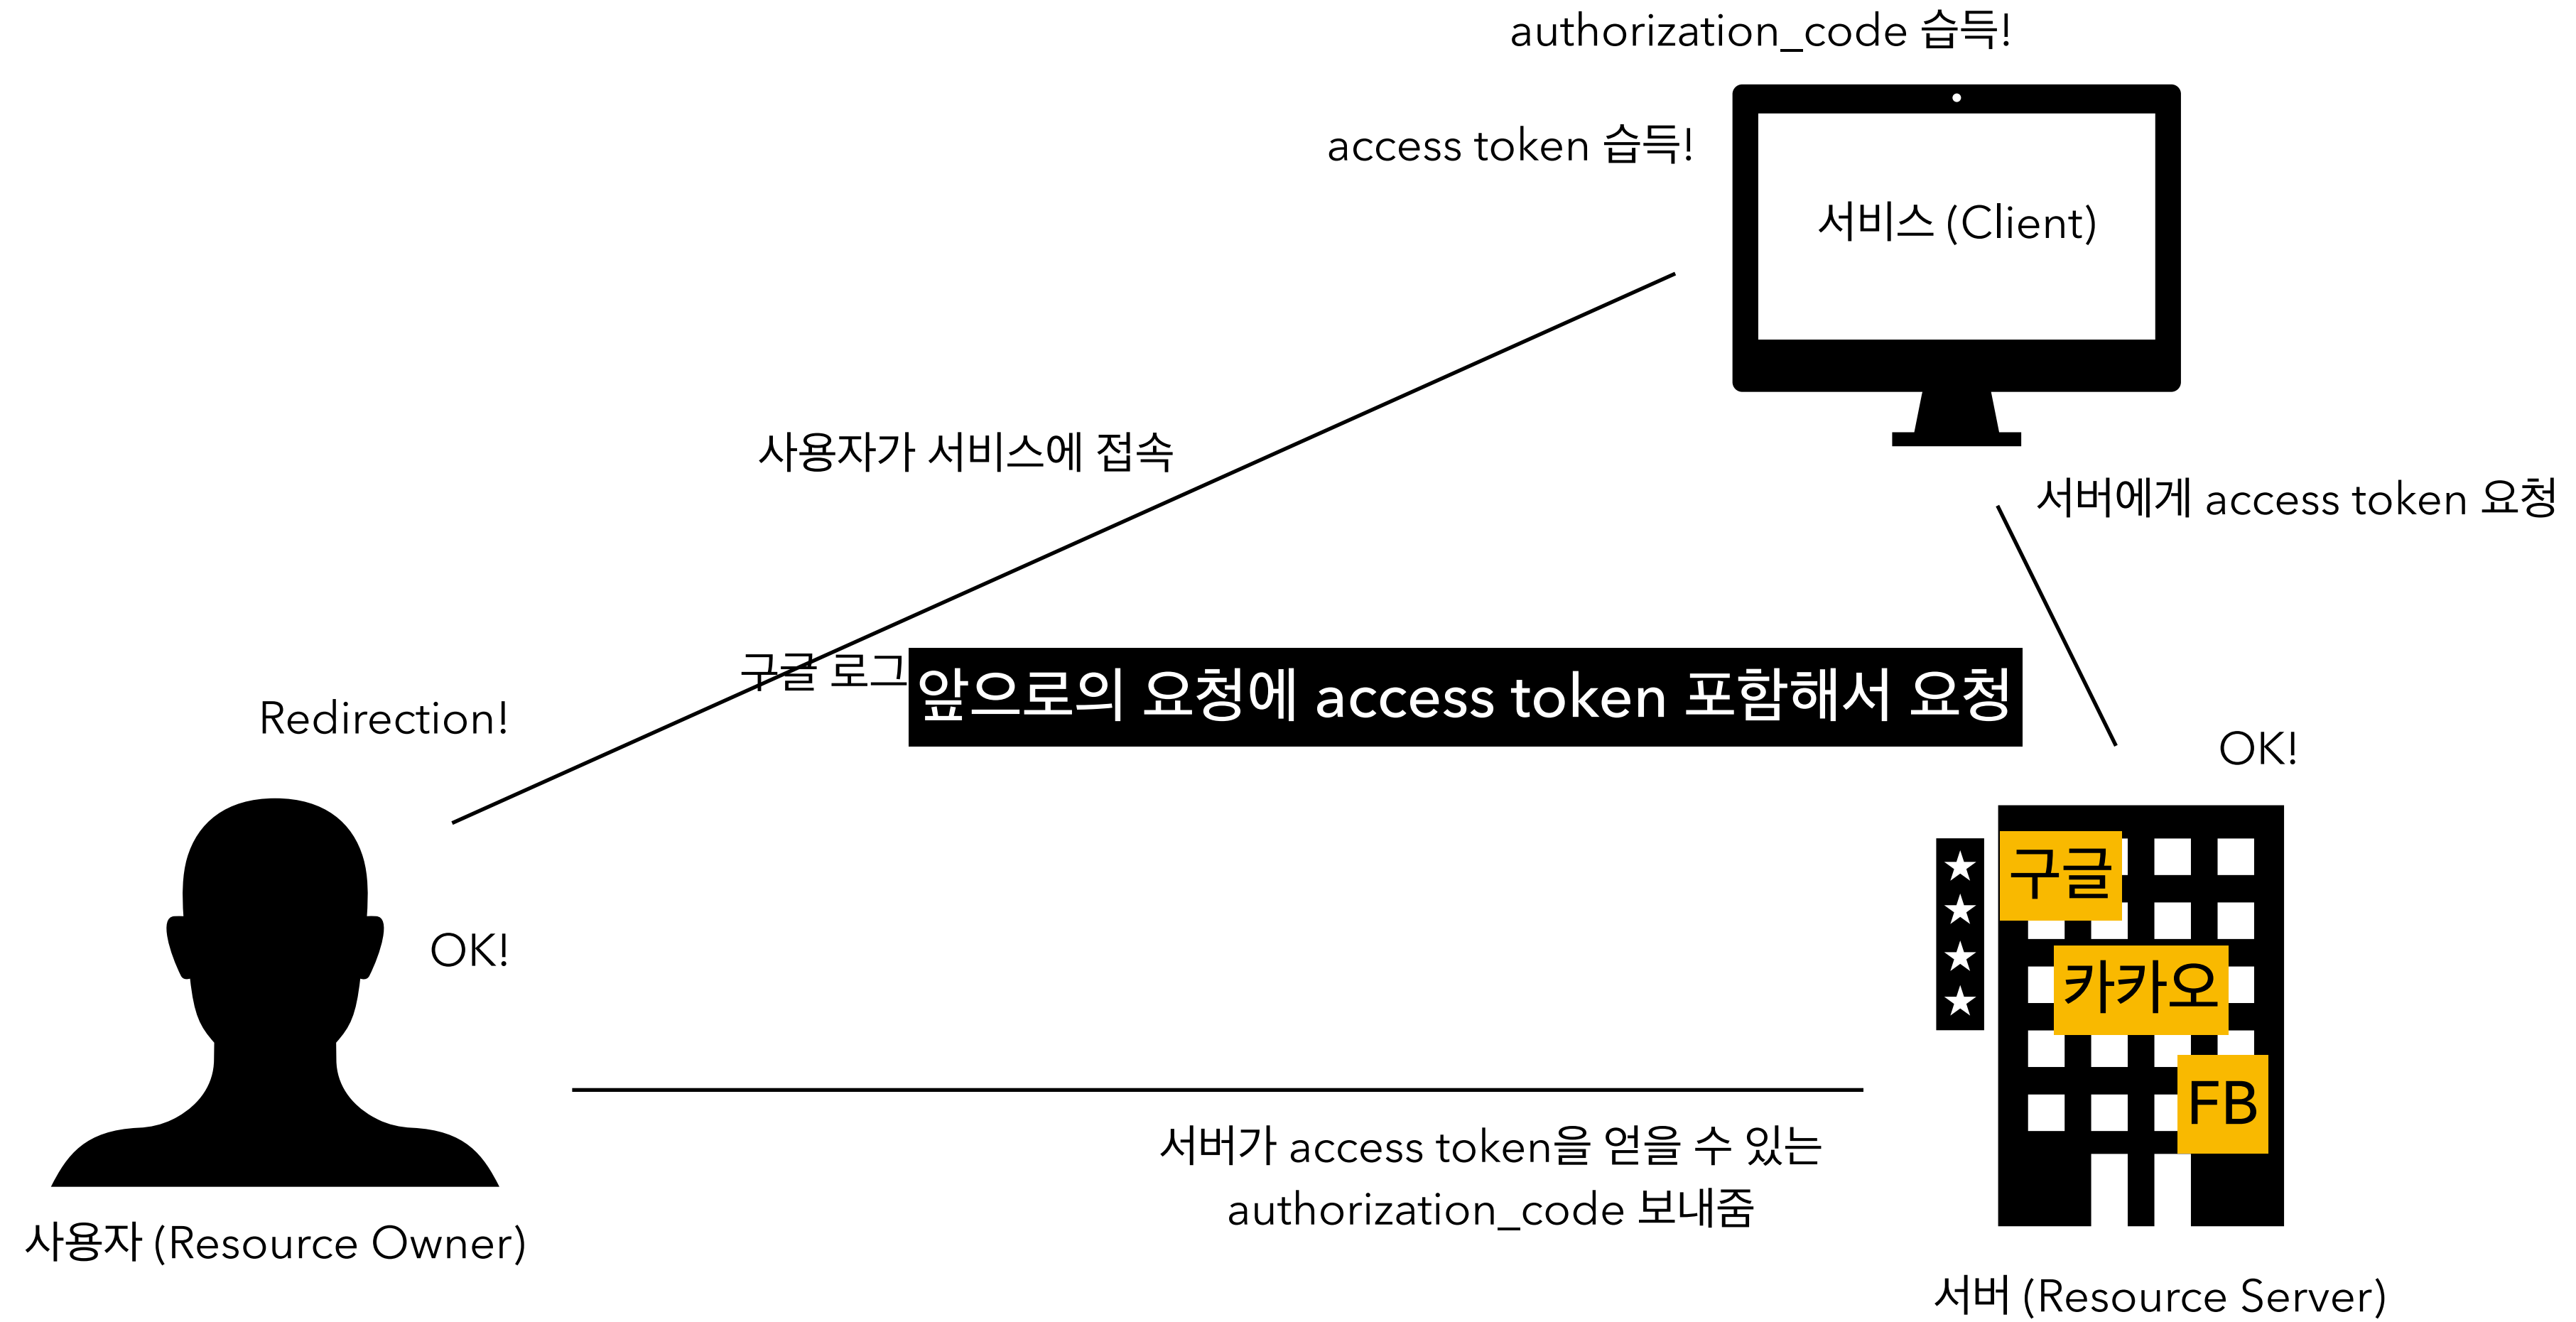 authorization_code 습득!
access token 습득!
서비스 (Client)
사용자가 서비스에 접속
서버에게 access token 요청
구글 로그
앞으로의 요청에 access token 포함해서 요청
Redirection!
OK!
구글
OK!
카카오
FB
서버가 access token을 얻을 수 있는
authorization_code 보내줌
사용자 (Resource Owner)
서버 (Resource Server)